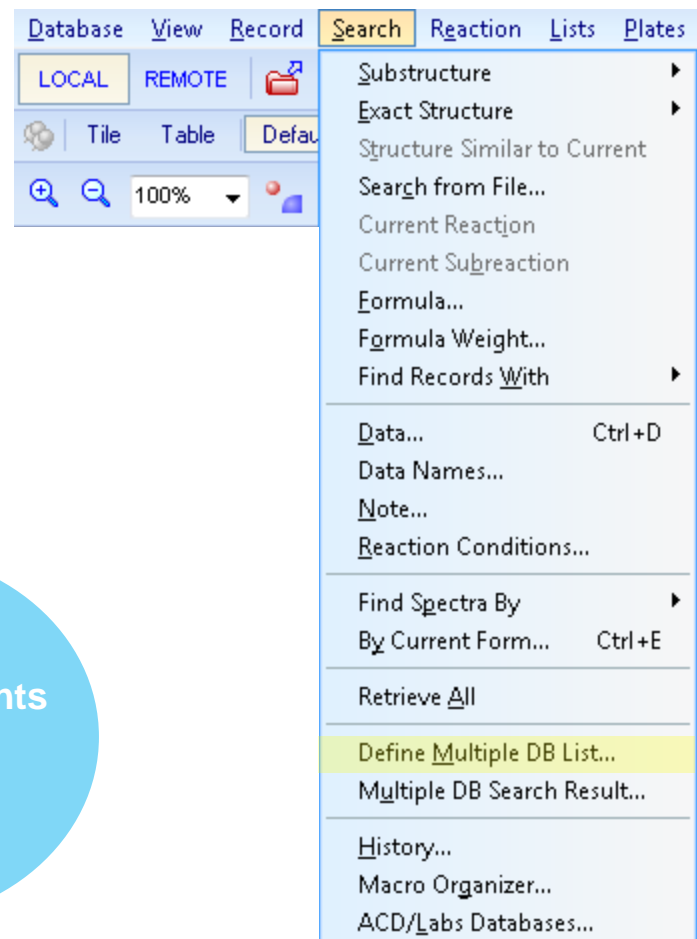 Database View Record Search Reaction Lists Plates
LOCAL REMOTE
Tile Table Defau
100%
Substructure
Exact Structure
Structure Similar to Current
Search from File...
Current Reaction
Current Subreaction
Formula...
Formula Weight...
Find Records With
Data... Ctrl+D
Data Names...
Note...
Reaction Conditions...
Find Spectra By
By Current Form... Ctrl+E
Retrieve All
nts
Define Multiple DB List...
Multiple DB Search Result...
History...
Macro Organizer...
ACD/Labs Databases...